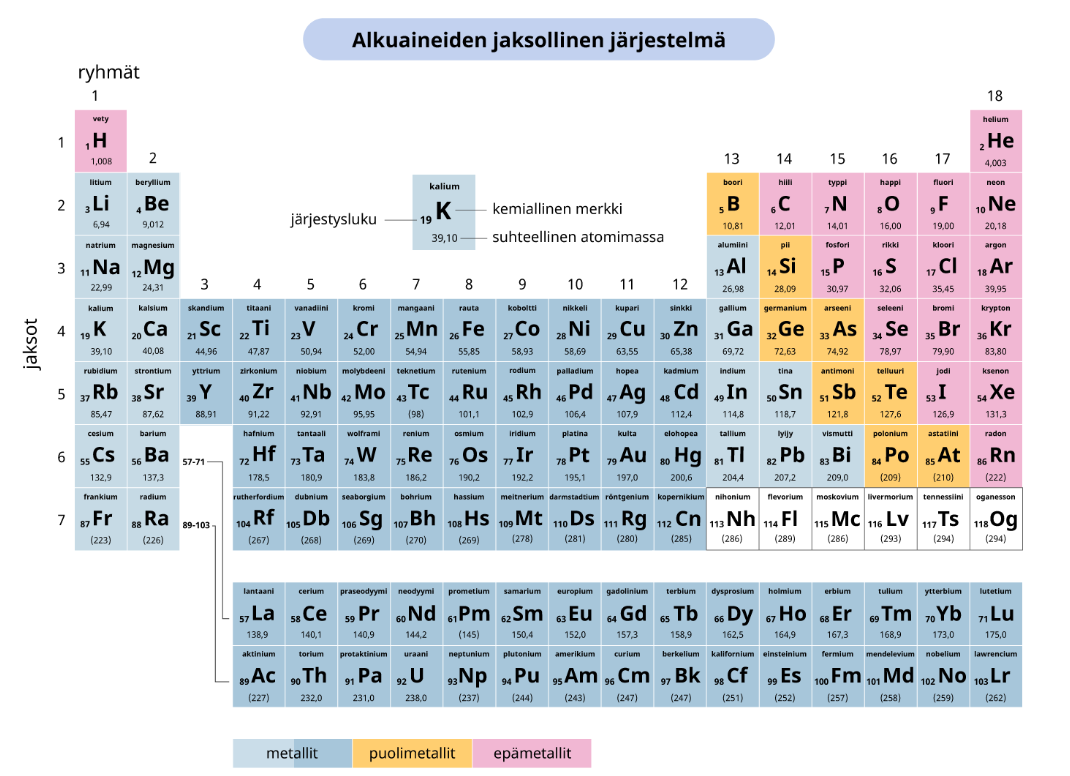 Alkuaineiden jaksollinen järjestelmä
ryhmät
1 18
vety helium
1 1 H 2 He
1,008 4,003
2 13 14 15 16 17
litium beryllium boori hiili typpi happi fluori neon
2 3 Li 4 Be 5 B 6 C 7 N 8 O 9 F 10 Ne
6,94 9,012 10,81 12,01 14,01 16,00 19,00 20,18
kalium
19 K
39,10
järjestysluku
kemiallinen merkki
suhteellinen atomimassa
natrium magnesium alumiini pii fosfori rikki kloori argon
3 11 Na 12 Mg 13 Al 14 Si 15 P 16 S 17 Cl 18 Ar
22,99 24,31 26,98 28,09 30,97 32,06 35,45 39,95
3 4 5 6 7 8 9 10 11 12
jaksot
kalium kalsium skandium titaani vanadiini kromi mangaani rauta koboltti nikkeli kupari sinkki gallium germanium arseeni seleeni bromi krypton
4 19 K 20 Ca 21 Sc 22 Ti 23 V 24 Cr 25 Mn 26 Fe 27 Co 28 Ni 29 Cu 30 Zn 31 Ga 32 Ge 33 As 34 Se 35 Br 36 Kr
39,10 40,08 44,96 47,87 50,94 52,00 54,94 55,85 58,93 58,69 63,55 65,38 69,72 72,63 74,92 78,97 79,90 83,80
rubidium strontium yttrium zirkonium niobium molybdeeni teknetium rutenium rodium palladium hopea kadmium indium tina antimoni telluuri jodi ksenon
5 37 Rb 38 Sr 39 Y 40 Zr 41 Nb 42 Mo 43 Tc 44 Ru 45 Rh 46 Pd 47 Ag 48 Cd 49 In 50 Sn 51 Sb 52 Te 53 I 54 Xe
85,47 87,62 88,91 91,22 92,91 95,95 (98) 101,1 102,9 106,4 107,9 112,4 114,8 118,7 121,8 127,6 126,9 131,3
cesium barium hafnium tantaali wolframi renium osmium iridium platina kulta elohopea tallium lyijy vismutti polonium astatiini radon
6 55 Cs 56 Ba 57-71 72 Hf 73 Ta 74 W 75 Re 76 Os 77 Ir 78 Pt 79 Au 80 Hg 81 Tl 82 Pb 83 Bi 84 Po 85 At 86 Rn
132,9 137,3 178,5 180,9 183,8 186,2 190,2 192,2 195,1 197,0 200,6 204,4 207,2 209,0 (209) (210) (222)
frankium radium rutherfordium dubnium seaborgium bohrium hassium meitnerium darmstadtium röntgenium kopernikium nihonium flevorium moskovium livermorium tennessiini oganesson
7 87 Fr 88 Ra 89-103 104 Rf 105 Db 106 Sg 107 Bh 108 Hs 109 Mt 110 Ds 111 Rg 112 Cn 113 Nh 114 Fl 115 Mc 116 Lv 117 Ts 118 Og
(223) (226) (267) (268) (269) (270) (269) (278) (281) (280) (285) (286) (289) (286) (293) (294) (294)
lantaani cerium praseodyymi neodyymi prometium samarium europium gadolinium terbium dysprosium holmium erbium tulium ytterbium lutetium
57 La 58 Ce 59 Pr 60 Nd 61 Pm 62 Sm 63 Eu 64 Gd 65 Tb 66 Dy 67 Ho 68 Er 69 Tm 70 Yb 71 Lu
138,9 140,1 140,9 144,2 (145) 150,4 152,0 157,3 158,9 162,5 164,9 167,3 168,9 173,0 175,0
aktinium torium protaktinium uraani neptunium plutonium amerikium curium berkelium kalifornium einsteinium fermium mendelevium nobelium lawrencium
89 Ac 90 Th 91 Pa 92 U 93 Np 94 Pu 95 Am 96 Cm 97 Bk 98 Cf 99 Es 100 Fm 101 Md 102 No 103 Lr
(227) 232,0 231,0 238,0 (237) (244) (243) (247) (247) (251) (252) (257) (258) (259) (262)
metallit puolimetallit epämetallit